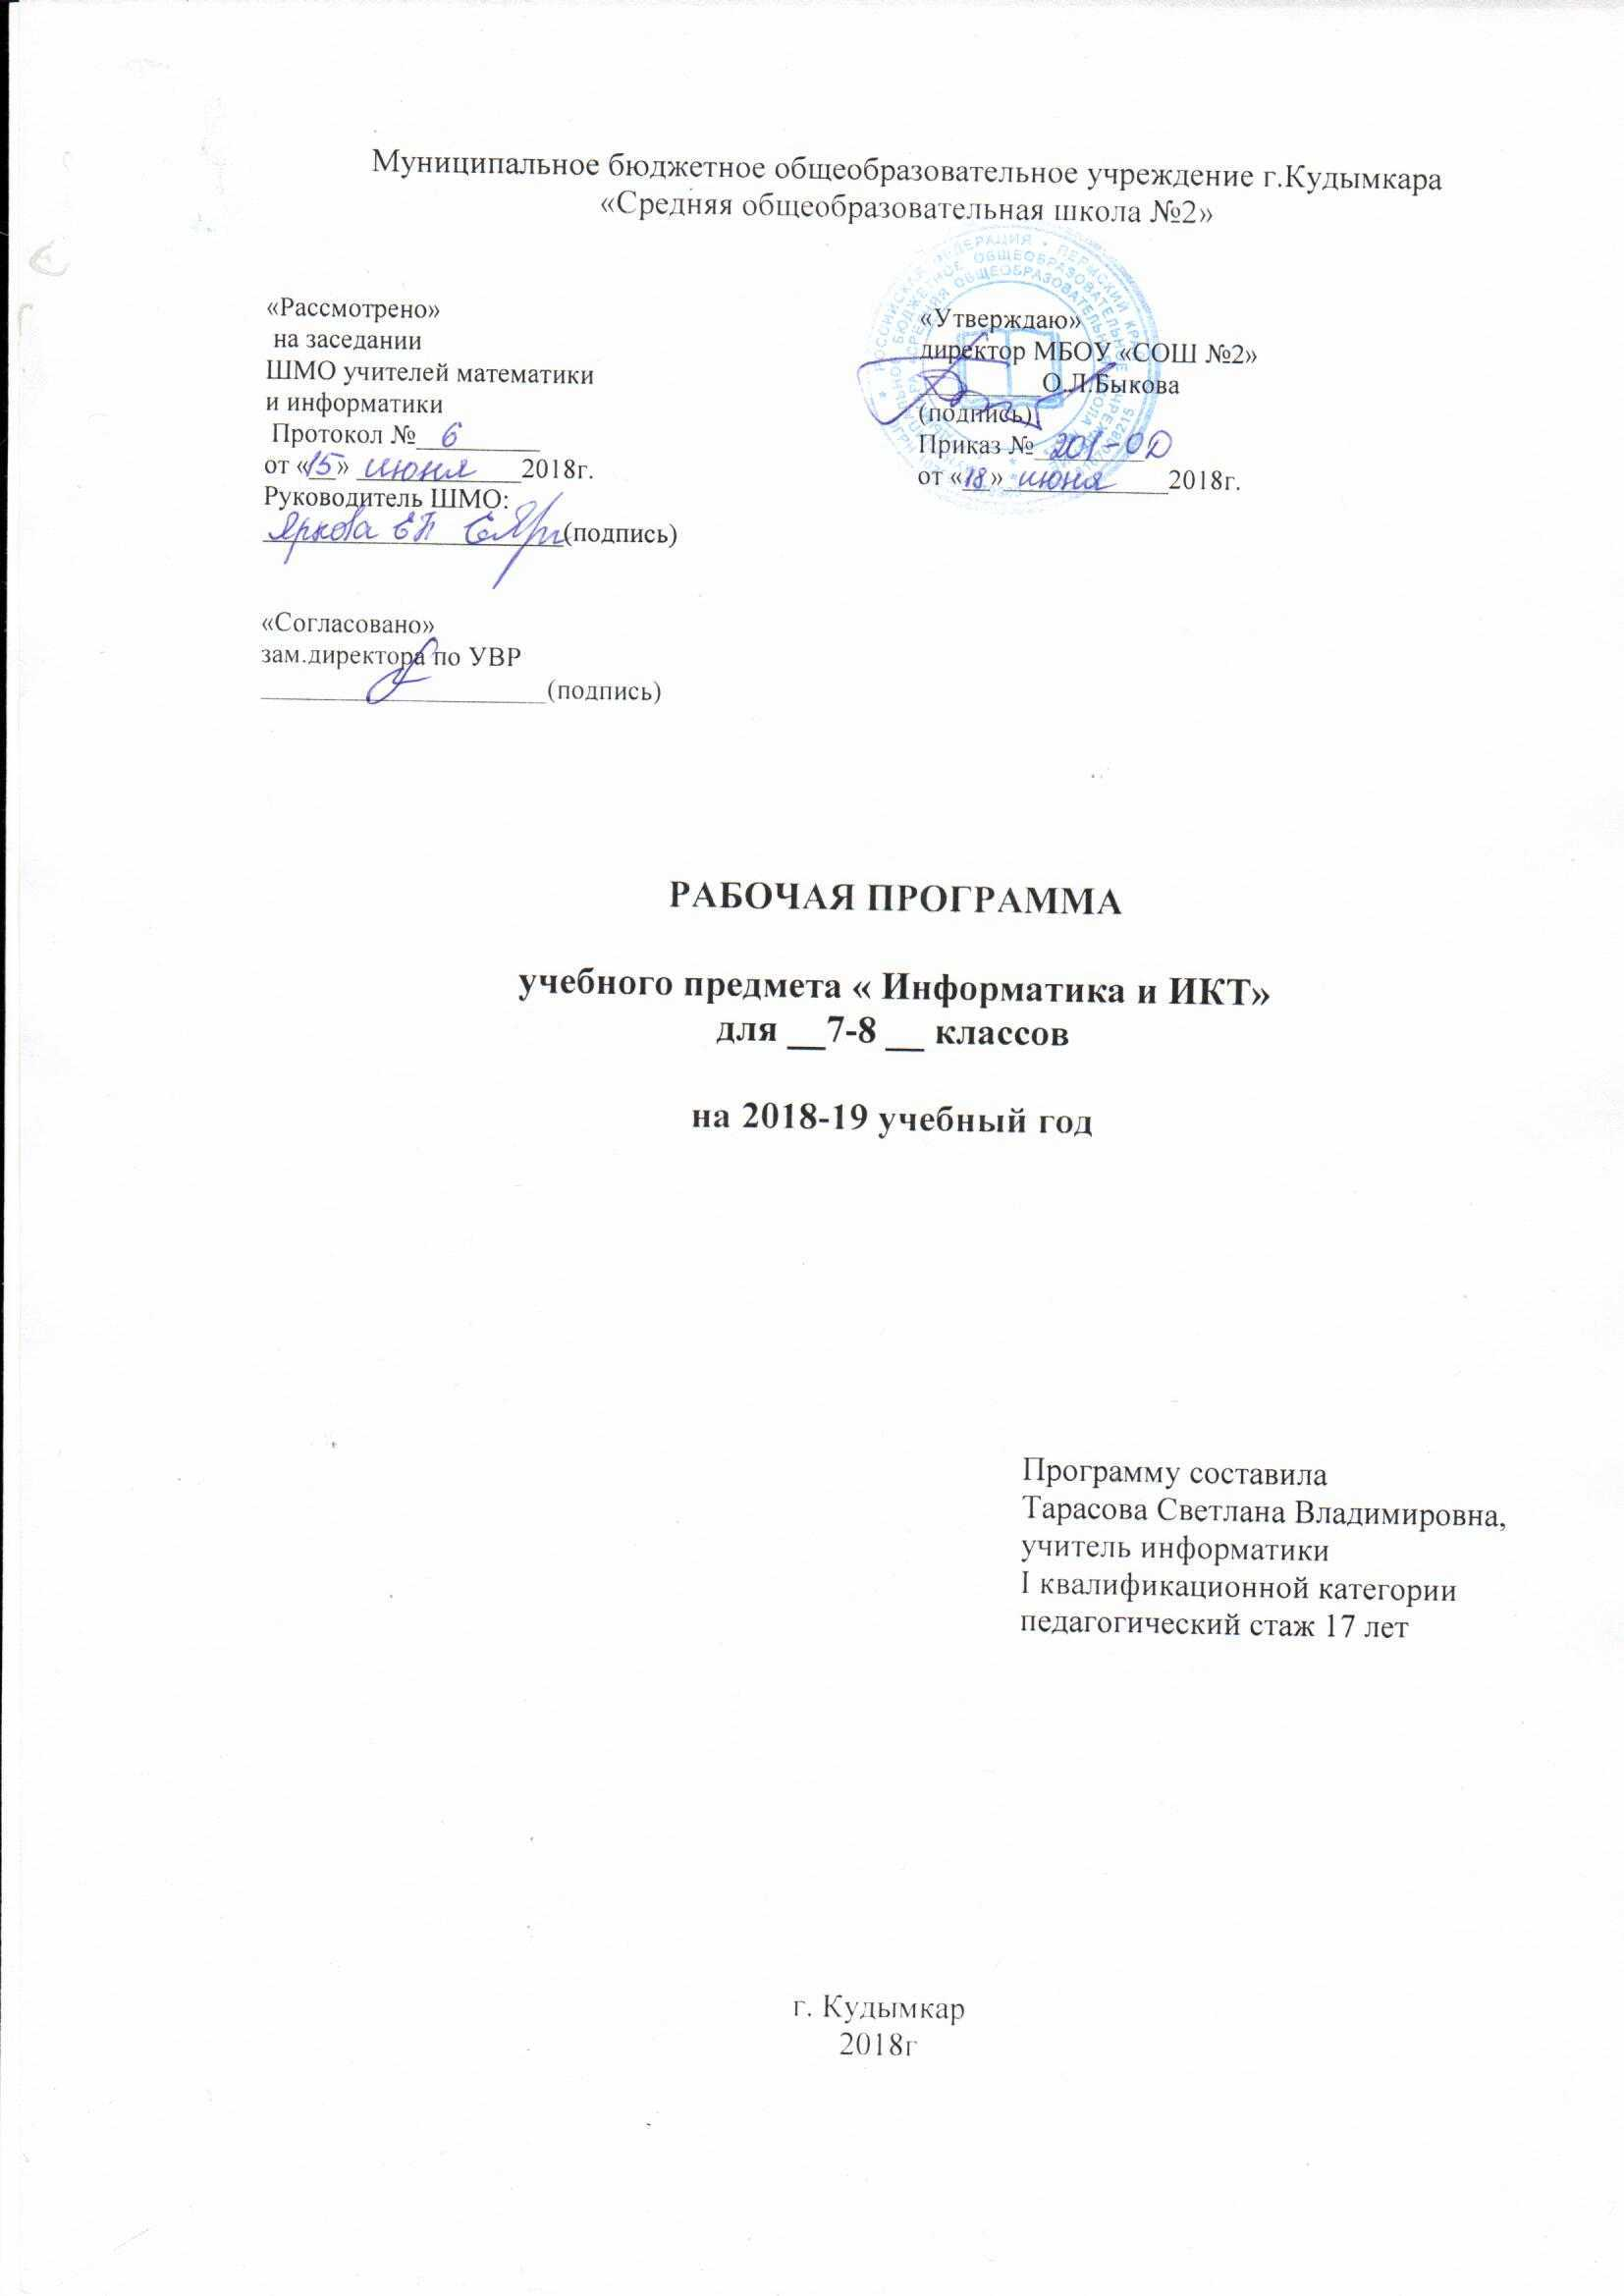 Муниципальное бюджетное общеобразовательное учреждение г.Кудымкара
«Средняя общеобразовательная школа №2»
«Рассмотрено»
на заседании
ШМО учителей математики
и информатики
Протокол № 6
от «15» июня 2018г.
Руководитель ШМО:
Яркова ЕП (подпись)
«Утверждаю»
директор МБОУ «СОШ №2»
О.Л.Быкова
(подпись)
Приказ № 201-ОД
от «18» июня 2018г.
«Согласовано»
зам.директора по УВР
(подпись)
РАБОЧАЯ ПРОГРАММА
учебного предмета « Информатика и ИКТ»
для __7-8 __ классов
на 2018-19 учебный год
Программу составила
Тарасова Светлана Владимировна,
учитель информатики
I квалификационной категории
педагогический стаж 17 лет
г. Кудымкар
2018г